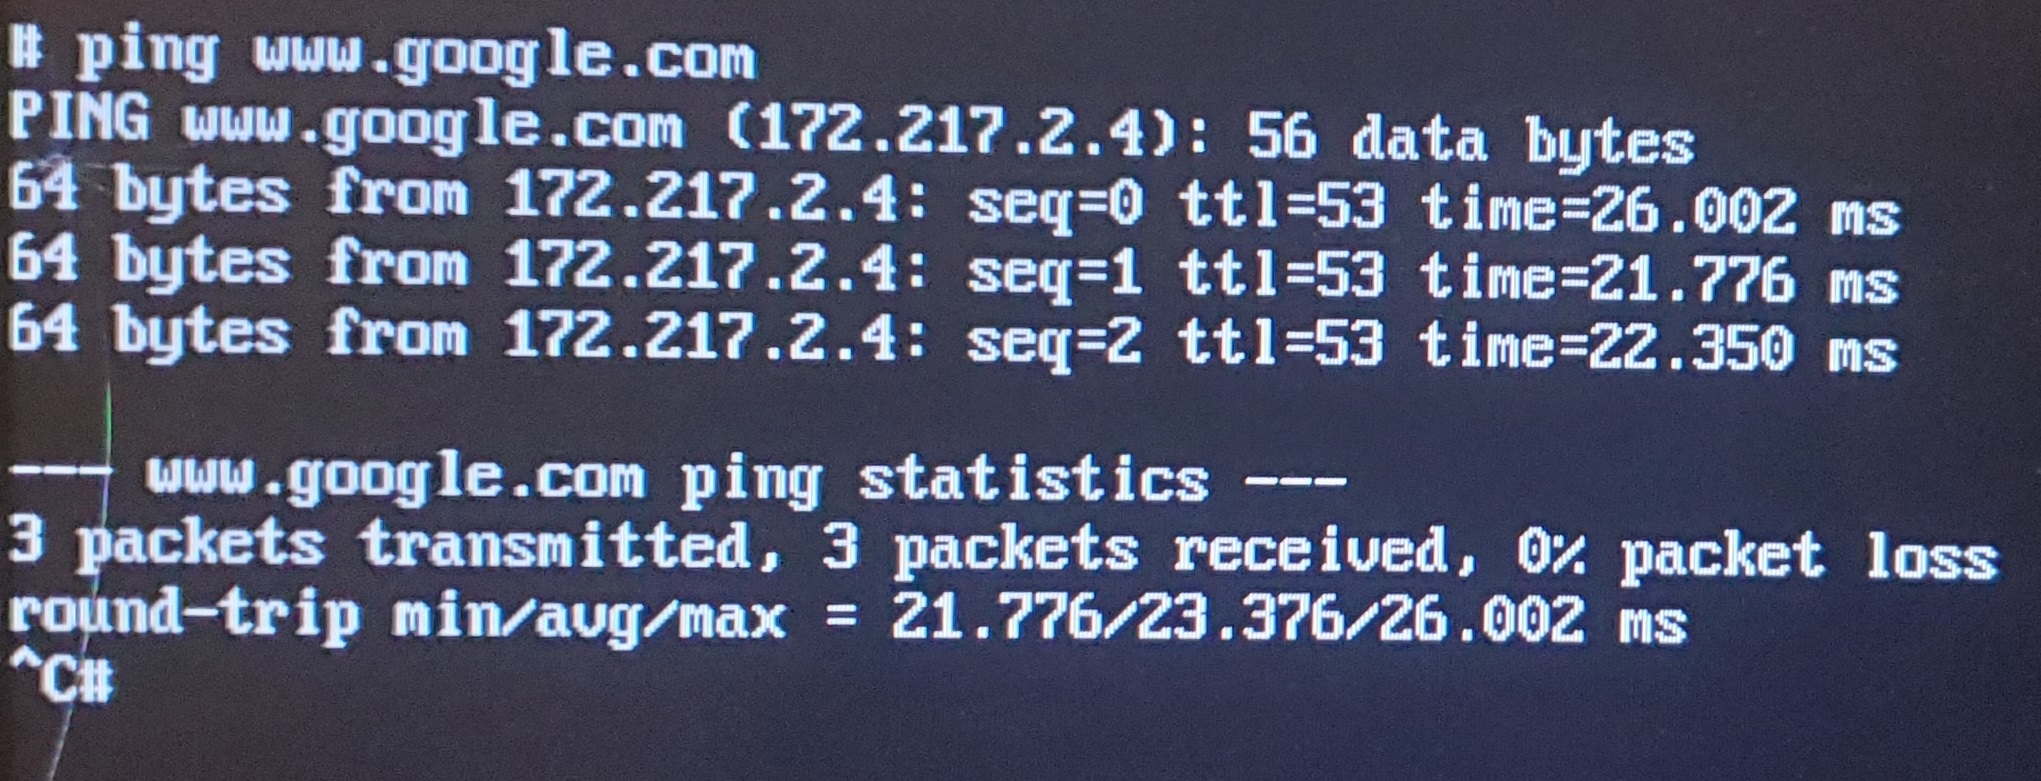 # ping www.google.com
PING www.google.com (172.217.2.4): 56 data bytes
64 bytes from 172.217.2.4: seq=0 ttl=53 time=26.002 ms
64 bytes from 172.217.2.4: seq=1 ttl=53 time=21.776 ms
64 bytes from 172.217.2.4: seq=2 ttl=53 time=22.350 ms
--- www.google.com ping statistics ---
3 packets transmitted, 3 packets received, 0% packet loss
round-trip min/avg/max = 21.776/23.376/26.002 ms
^C#